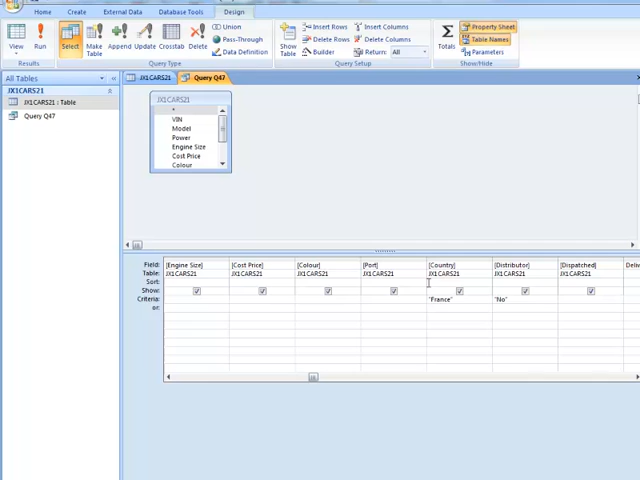 Home Create External Data Database Tools Design
View Run Select Make Table Append Update Crosstab Delete
Union
Pass-Through
Data Definition
Show Table
Insert Rows
Delete Rows
Builder
Insert Columns
Delete Columns
Return: All
Totals
Property Sheet
Table Names
Parameters
Results Query Type Query Setup Show/Hide
All Tables
JX1CARS21
JX1CARS21 : Table
Query Q47
JX1CARS21 Query Q47
JX1CARS21
*
VIN
Model
Power
Engine Size
Cost Price
Colour
Field: [Engine Size] [Cost Price] [Colour] [Port] [Country] [Distributor] [Dispatched]
Table: JX1CARS21 JX1CARS21 JX1CARS21 JX1CARS21 JX1CARS21 JX1CARS21 JX1CARS21
Sort:
Show:
Criteria: "France" "No"
or: